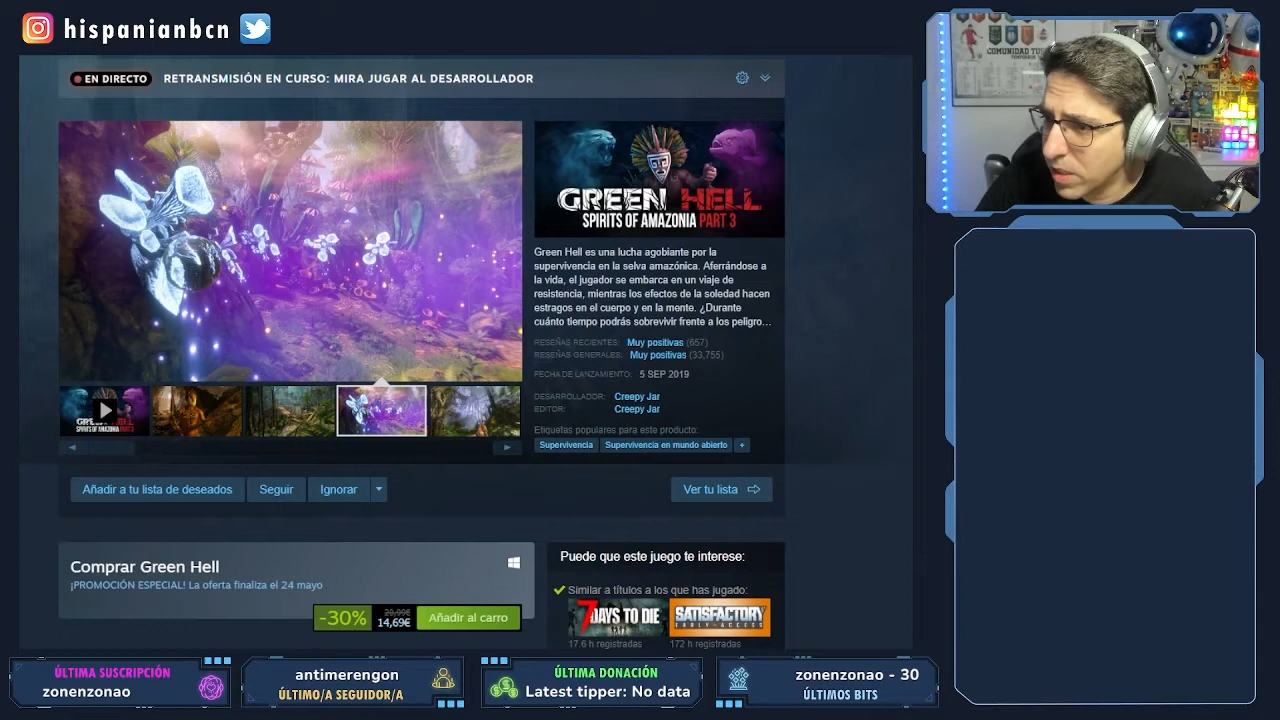 hispanianbcn
EN DIRECTO RETRANSMISIÓN EN CURSO: MIRA JUGAR AL DESARROLLADOR
GREEN HELL
SPIRITS OF AMAZONIA PART 3
Green Hell es una lucha agobiante por la
supervivencia en la selva amazónica. Aferrándose a
la vida, el jugador se embarca en un viaje de
resistencia, mientras los efectos de la soledad hacen
estragos en el cuerpo y en la mente. ¿Durante
cuánto tiempo podrás sobrevivir frente a los peligro...
RESEÑAS RECIENTES: Muy positivas (657)
RESEÑAS GENERALES: Muy positivas (33,755)
FECHA DE LANZAMIENTO: 5 SEP 2019
DESARROLLADOR: Creepy Jar
EDITOR: Creepy Jar
Etiquetas populares para este producto:
Supervivencia Supervivencia en mundo abierto +
SPIRITS OF AMAZONIA PART 3
Añadir a tu lista de deseados Seguir Ignorar Ver tu lista
Comprar Green Hell
¡PROMOCIÓN ESPECIAL! La oferta finaliza el 24 mayo
-30% 20,99€ 14,69€ Añadir al carro
Puede que este juego te interese:
Similar a títulos a los que has jugado:
7 DAYS TO DIE
SATISFACTORY
EARLY ACCESS
17.6 h registradas 172 h registradas
ÚLTIMA SUSCRIPCIÓN
zonenzonao
antimerengon
ÚLTIMO/A SEGUIDOR/A
ÚLTIMA DONACIÓN
Latest tipper: No data
zonenzonao - 30
ÚLTIMOS BITS